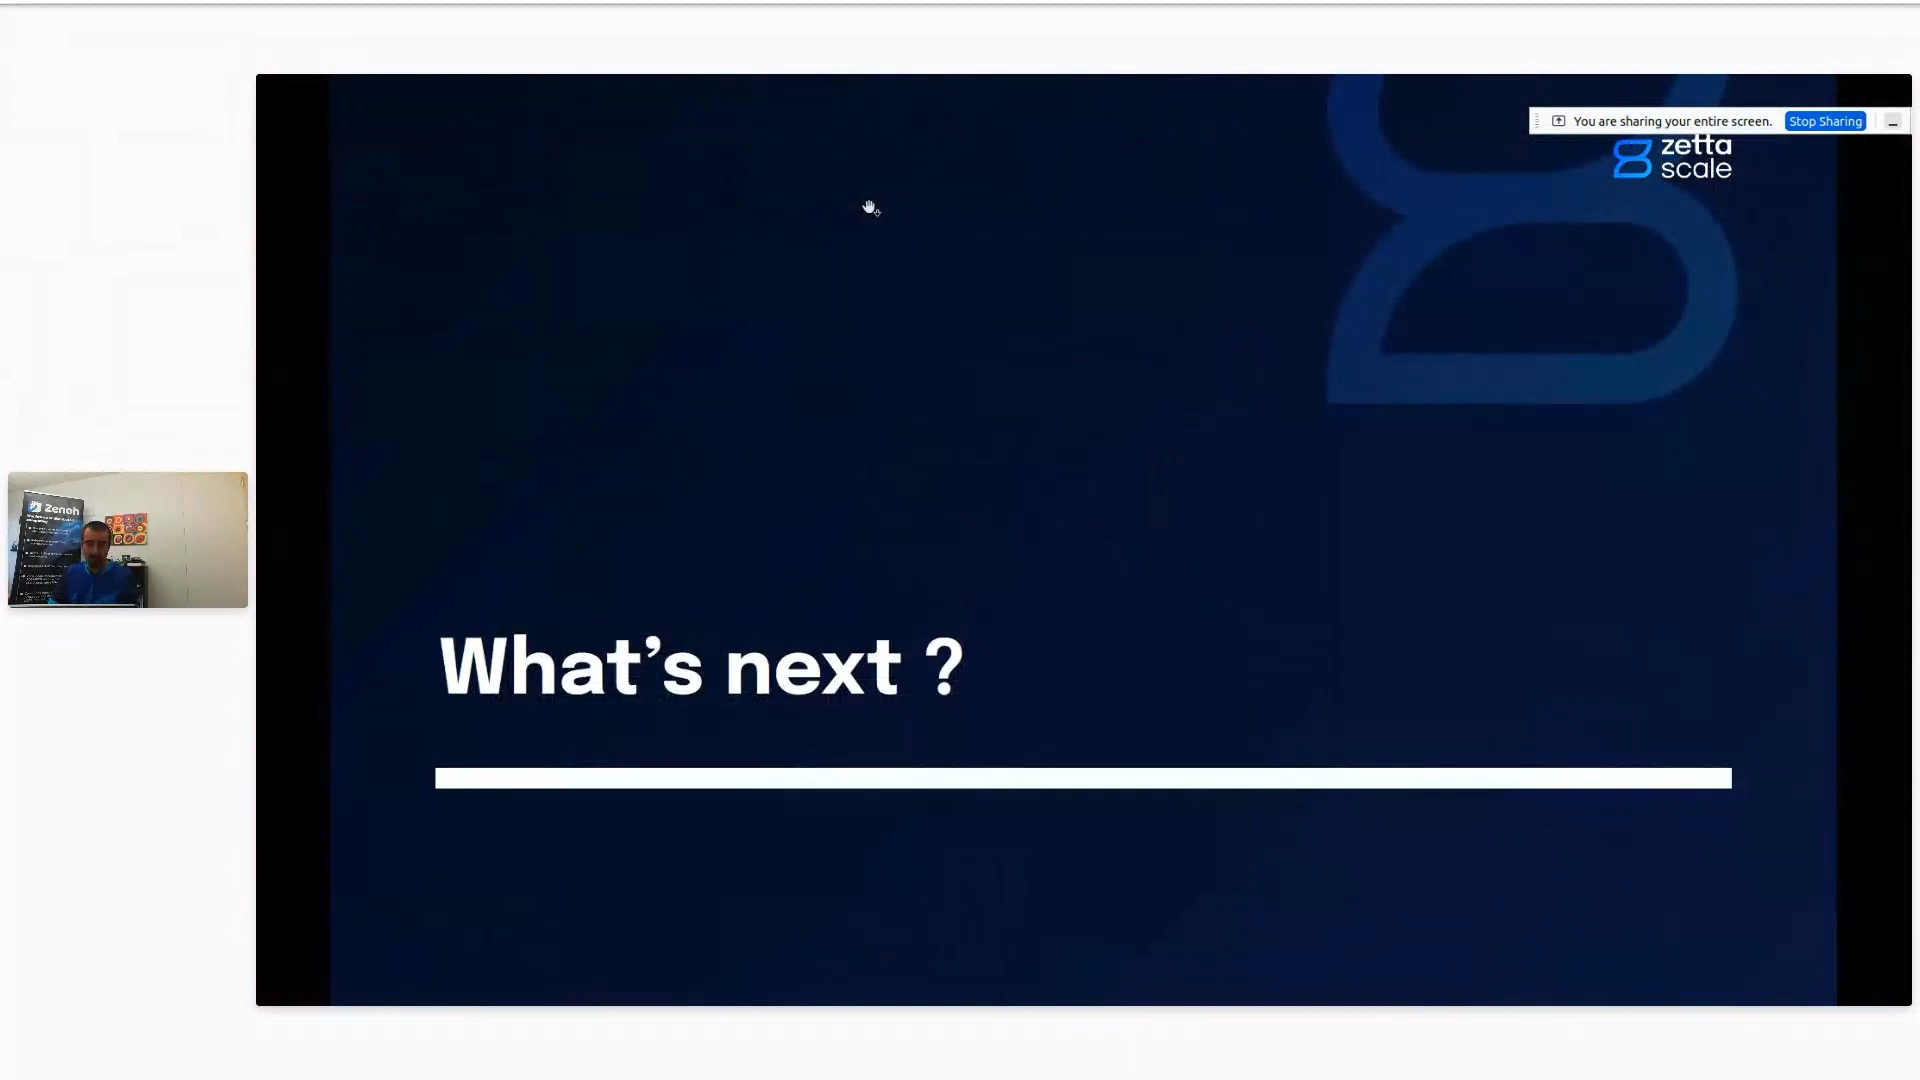 You are sharing your entire screen.
Stop Sharing
zetta
scale
Zenoh
What's next ?